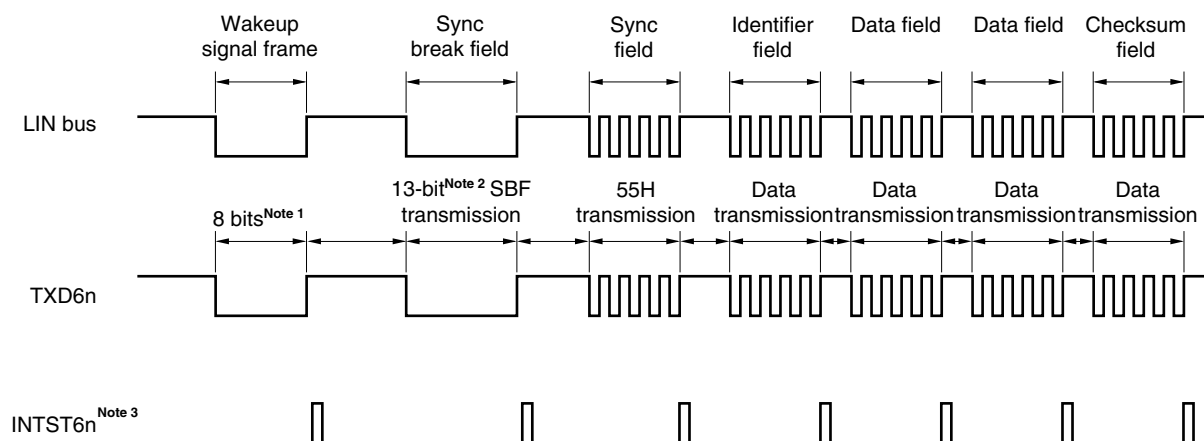 Wakeup
signal frame
Sync
break field
Sync
field
Identifier
field
Data field
Data field
Checksum
field
LIN bus
8 bitsNote 1
13-bitNote 2 SBF
transmission
55H
transmission
Data
transmission
Data
transmission
Data
transmission
Data
transmission
TXD6n
INTST6nNote 3